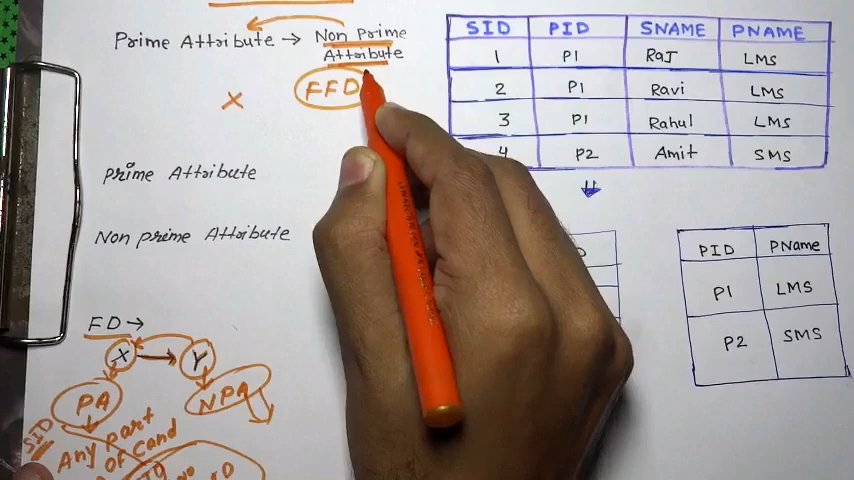 Prime Attribute → Non Prime
Attribute
FFD
×
prime Attribute
Non prime Attribute
FD →
X → Y
PA
NPA
SID
Any part
of Cand
SID PID SNAME PNAME
1 P1 RaJ LMS
2 P1 Ravi LMS
3 P1 Rahul LMS
4 P2 Amit SMS
PID PName
P1 LMS
P2 SMS